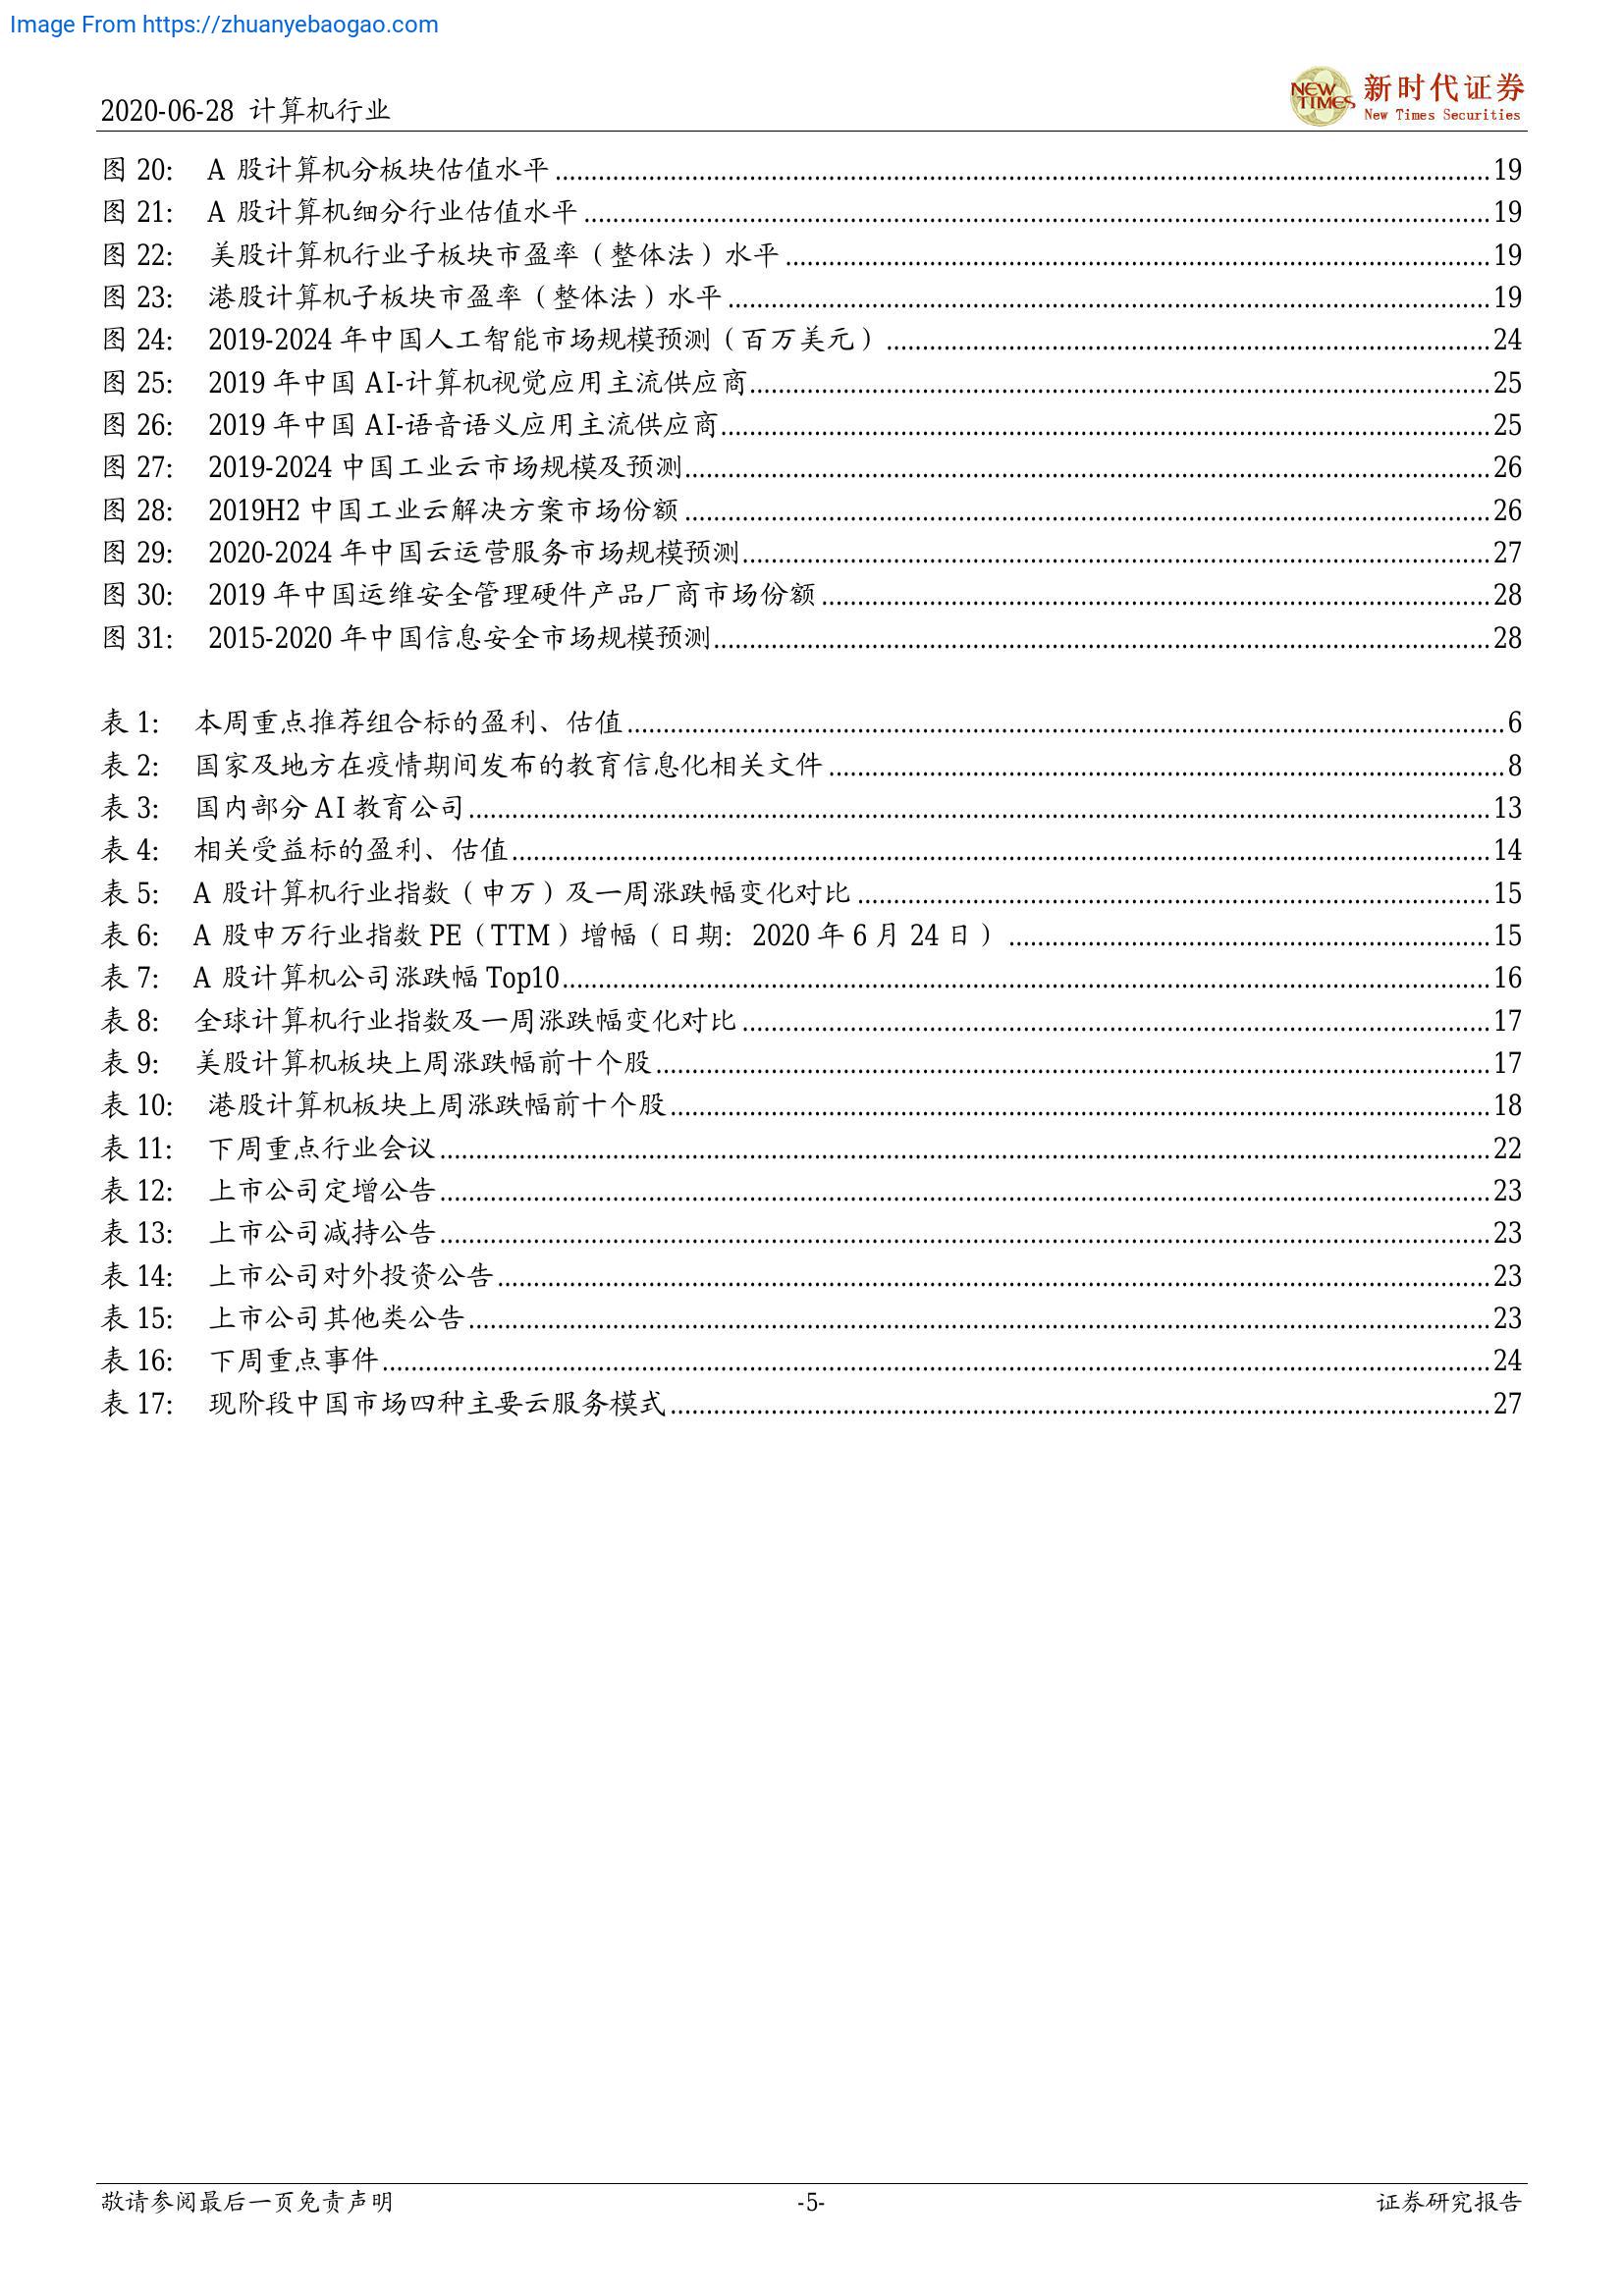 Image From https://zhuanyebaogao.com
2020-06-28 计算机行业
NEW TIMES 新时代证券
New Times Securities
图 20: A 股计算机分板块估值水平 ........ 19
图 21: A 股计算机细分行业估值水平 ........ 19
图 22: 美股计算机行业子板块市盈率（整体法）水平 ........ 19
图 23: 港股计算机子板块市盈率（整体法）水平 ........ 19
图 24: 2019-2024 年中国人工智能市场规模预测（百万美元） ........ 24
图 25: 2019 年中国 AI-计算机视觉应用主流供应商 ........ 25
图 26: 2019 年中国 AI-语音语义应用主流供应商 ........ 25
图 27: 2019-2024 中国工业云市场规模及预测 ........ 26
图 28: 2019H2 中国工业云解决方案市场份额 ........ 26
图 29: 2020-2024 年中国云运营服务市场规模预测 ........ 27
图 30: 2019 年中国运维安全管理硬件产品厂商市场份额 ........ 28
图 31: 2015-2020 年中国信息安全市场规模预测 ........ 28
表 1: 本周重点推荐组合标的盈利、估值 ........ 6
表 2: 国家及地方在疫情期间发布的教育信息化相关文件 ........ 8
表 3: 国内部分 AI 教育公司 ........ 13
表 4: 相关受益标的盈利、估值 ........ 14
表 5: A 股计算机行业指数（申万）及一周涨跌幅变化对比 ........ 15
表 6: A 股申万行业指数 PE（TTM）增幅（日期: 2020 年 6 月 24 日） ........ 15
表 7: A 股计算机公司涨跌幅 Top10 ........ 16
表 8: 全球计算机行业指数及一周涨跌幅变化对比 ........ 17
表 9: 美股计算机板块上周涨跌幅前十个股 ........ 17
表 10: 港股计算机板块上周涨跌幅前十个股 ........ 18
表 11: 下周重点行业会议 ........ 22
表 12: 上市公司定增公告 ........ 23
表 13: 上市公司减持公告 ........ 23
表 14: 上市公司对外投资公告 ........ 23
表 15: 上市公司其他类公告 ........ 23
表 16: 下周重点事件 ........ 24
表 17: 现阶段中国市场四种主要云服务模式 ........ 27
敬请参阅最后一页免责声明 -5- 证券研究报告